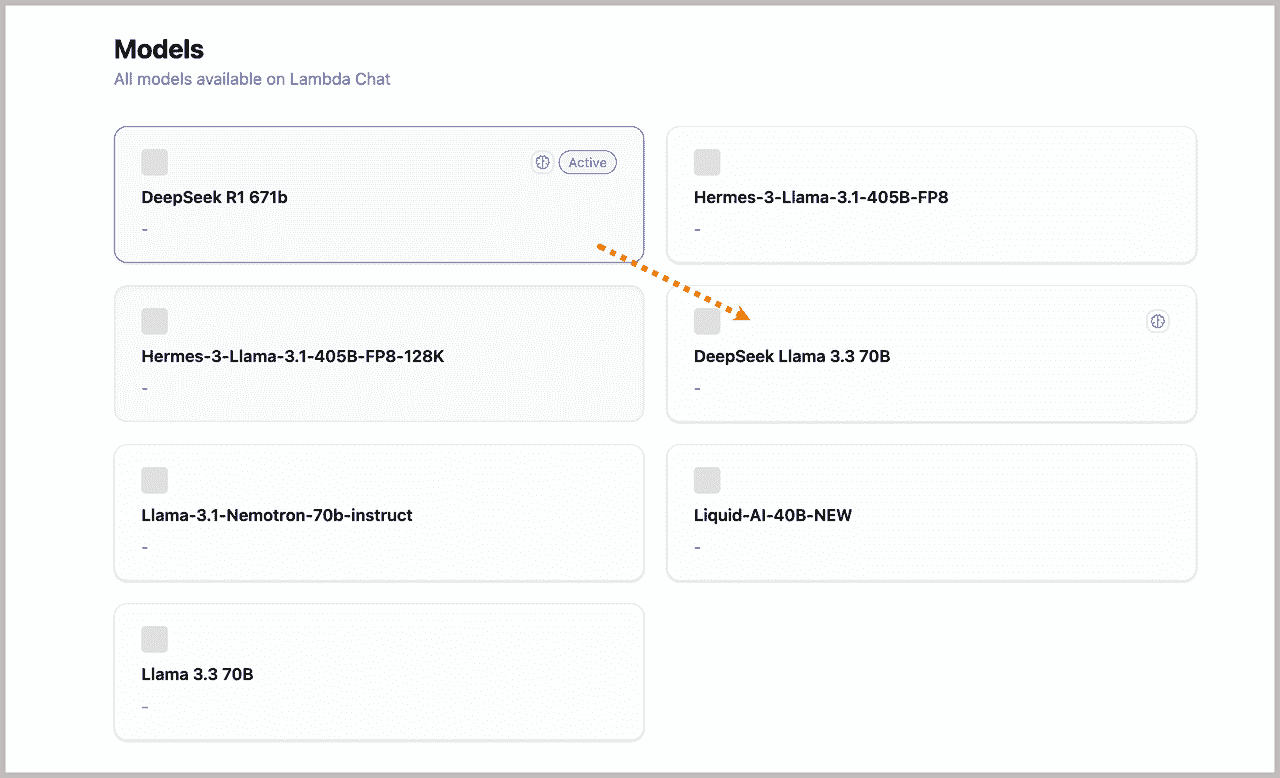 Models
All models available on Lambda Chat
Active
DeepSeek R1 671b
-
Hermes-3-Llama-3.1-405B-FP8
-
Hermes-3-Llama-3.1-405B-FP8-128K
-
DeepSeek Llama 3.3 70B
-
Llama-3.1-Nemotron-70b-instruct
-
Liquid-AI-40B-NEW
-
Llama 3.3 70B
-